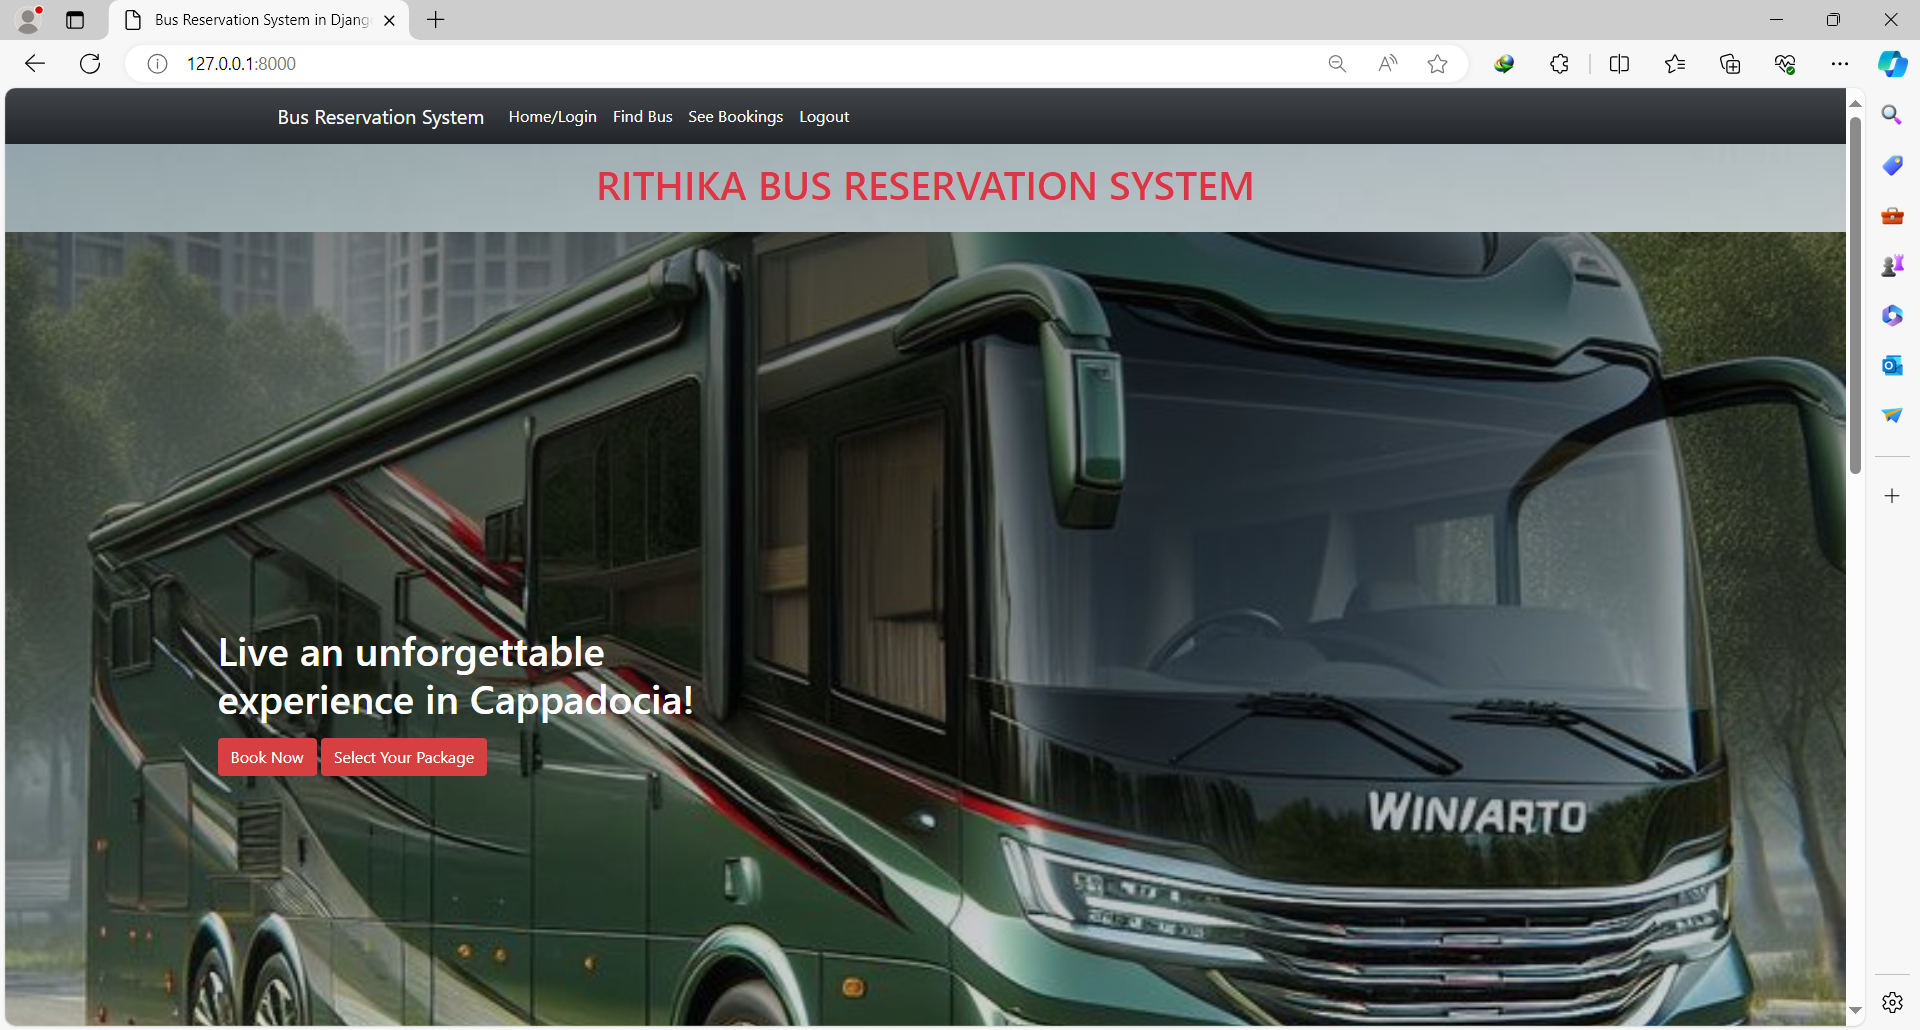 Bus Reservation System in Djang
127.0.0.1:8000
Bus Reservation System Home/Login Find Bus See Bookings Logout
RITHIKA BUS RESERVATION SYSTEM
Live an unforgettable
experience in Cappadocia!
Book Now Select Your Package
WINIARTO